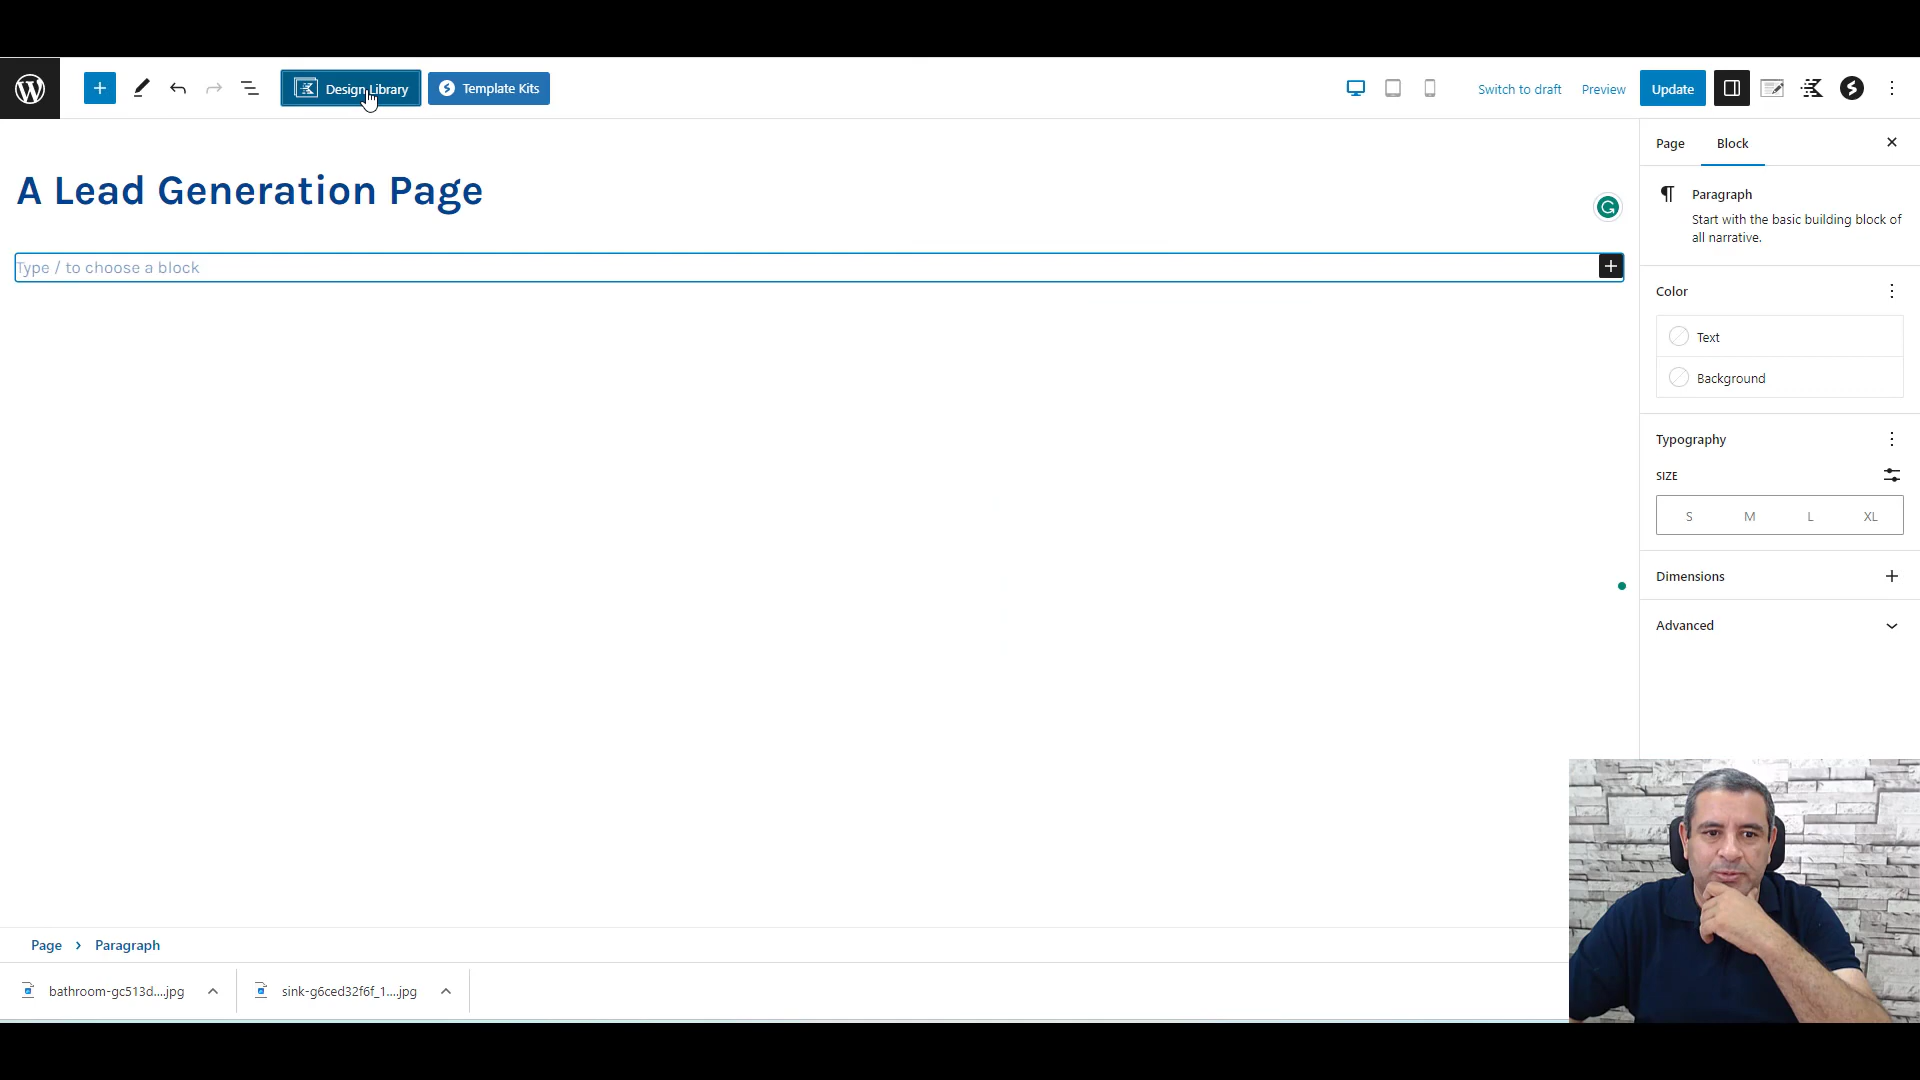 Design Library
Template Kits
Switch to draft
Preview
Update
Page
Block
A Lead Generation Page
Paragraph
Start with the basic building block of
all narrative.
Type / to choose a block
Color
Text
Background
Typography
SIZE
S M L XL
Dimensions
Advanced
Page › Paragraph
bathroom-gc513d....jpg
sink-g6ced32f6f_1....jpg